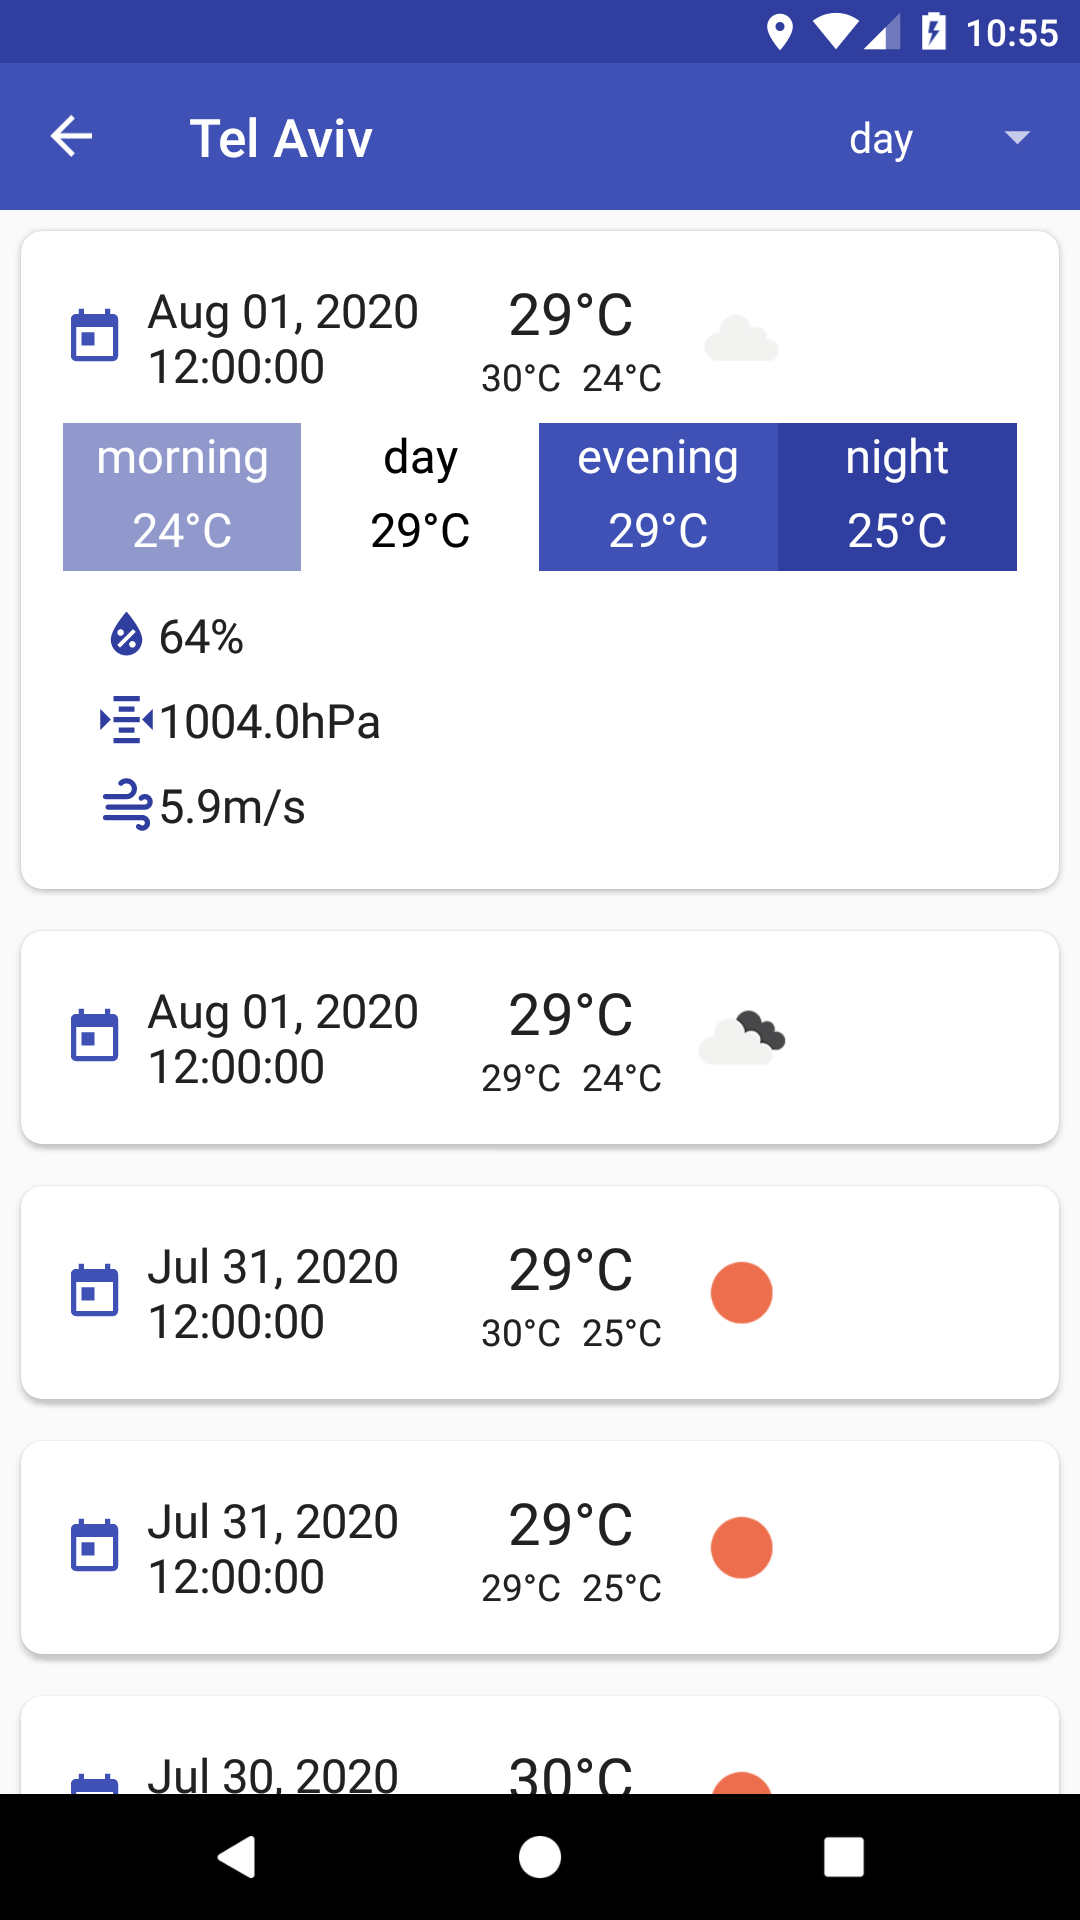 10:55
Tel Aviv day
Aug 01, 2020
12:00:00
29°C
30°C 24°C
morning day evening night
24°C 29°C 29°C 25°C
64%
1004.0hPa
5.9m/s
Aug 01, 2020
12:00:00
29°C
29°C 24°C
Jul 31, 2020
12:00:00
29°C
30°C 25°C
Jul 31, 2020
12:00:00
29°C
29°C 25°C
Jul 30, 2020
30°C